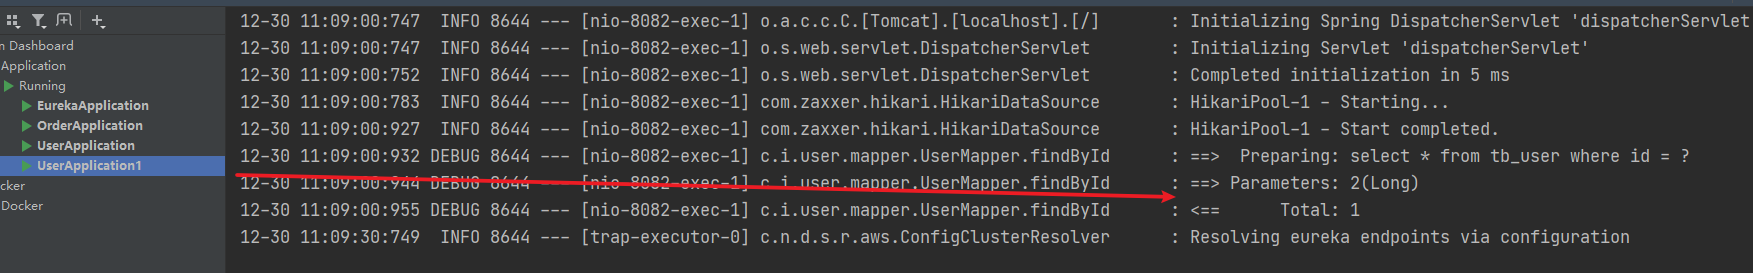 n Dashboard
Application
Running
EurekaApplication
OrderApplication
UserApplication
UserApplication1
cker
Docker
12-30 11:09:00:747  INFO 8644 --- [nio-8082-exec-1] o.a.c.c.C.[Tomcat].[localhost].[/]       : Initializing Spring DispatcherServlet 'dispatcherServlet
12-30 11:09:00:747  INFO 8644 --- [nio-8082-exec-1] o.s.web.servlet.DispatcherServlet        : Initializing Servlet 'dispatcherServlet'
12-30 11:09:00:752  INFO 8644 --- [nio-8082-exec-1] o.s.web.servlet.DispatcherServlet        : Completed initialization in 5 ms
12-30 11:09:00:783  INFO 8644 --- [nio-8082-exec-1] com.zaxxer.hikari.HikariDataSource       : HikariPool-1 - Starting...
12-30 11:09:00:927  INFO 8644 --- [nio-8082-exec-1] com.zaxxer.hikari.HikariDataSource       : HikariPool-1 - Start completed.
12-30 11:09:00:932 DEBUG 8644 --- [nio-8082-exec-1] c.i.user.mapper.UserMapper.findById      : ==>  Preparing: select * from tb_user where id = ?
12-30 11:09:00:944 DEBUG 8644 --- [nio-8082-exec-1] c.i.user.mapper.UserMapper.findById      : ==> Parameters: 2(Long)
12-30 11:09:00:955 DEBUG 8644 --- [nio-8082-exec-1] c.i.user.mapper.UserMapper.findById      : <==      Total: 1
12-30 11:09:30:749  INFO 8644 --- [trap-executor-0] c.n.d.s.r.aws.ConfigClusterResolver      : Resolving eureka endpoints via configuration